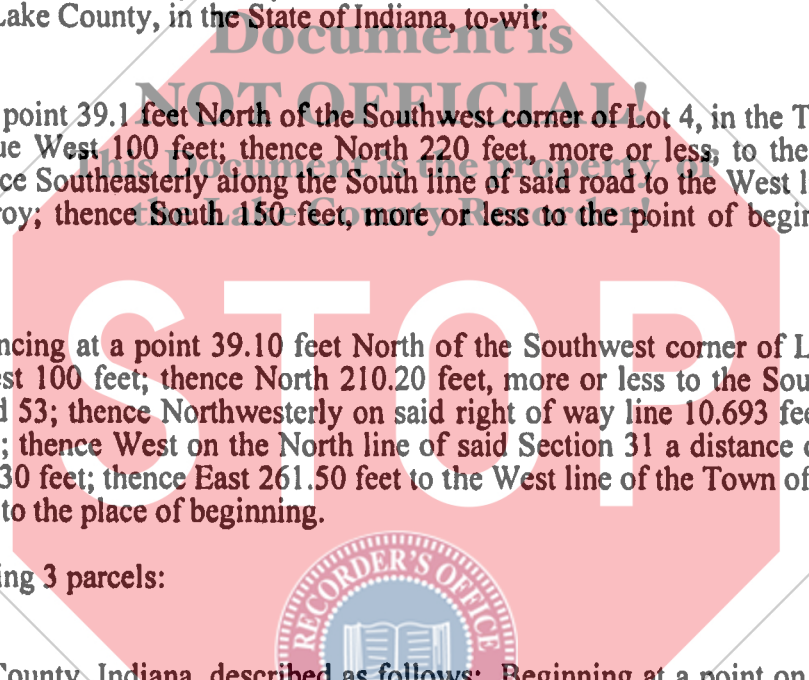 Lake County, in the State of Indiana, to-wit:
Document is
NOT OFFICIAL!
point 39.1 feet North of the Southwest corner of Lot 4, in the T
ue West 100 feet; thence North 220 feet, more or less, to the
This Document is the property of
ce Southeasterly along the South line of said road to the West l
roy; thence South 150 feet, more or less to the point of begin
the Lake County Recorder!
STOP
ncing at a point 39.10 feet North of the Southwest corner of L
est 100 feet; thence North 210.20 feet, more or less to the Sou
d 53; thence Northwesterly on said right of way line 10.693 fee
; thence West on the North line of said Section 31 a distance o
30 feet; thence East 261.50 feet to the West line of the Town of
to the place of beginning.
ing 3 parcels:
RECORDER'S OFFICE
County, Indiana, described as follows: Beginning at a point on